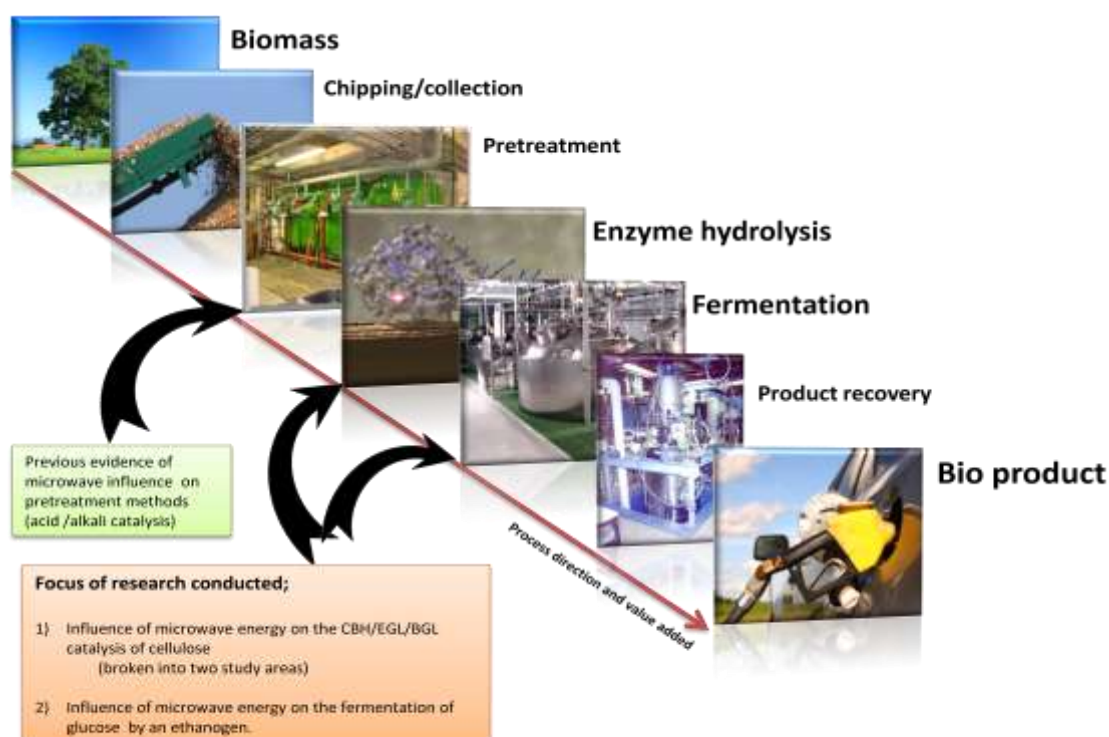 Biomass
Chipping/collection
Pretreatment
Enzyme hydrolysis
Fermentation
Product recovery
Bio product
Process direction and value added
Previous evidence of
microwave influence on
pretreatment methods
(acid /alkali catalysis)
Focus of research conducted;
1) Influence of microwave energy on the CBH/EGL/BGL
catalysis of cellulose
(broken into two study areas)
2) Influence of microwave energy on the fermentation of
glucose by an ethanogen.